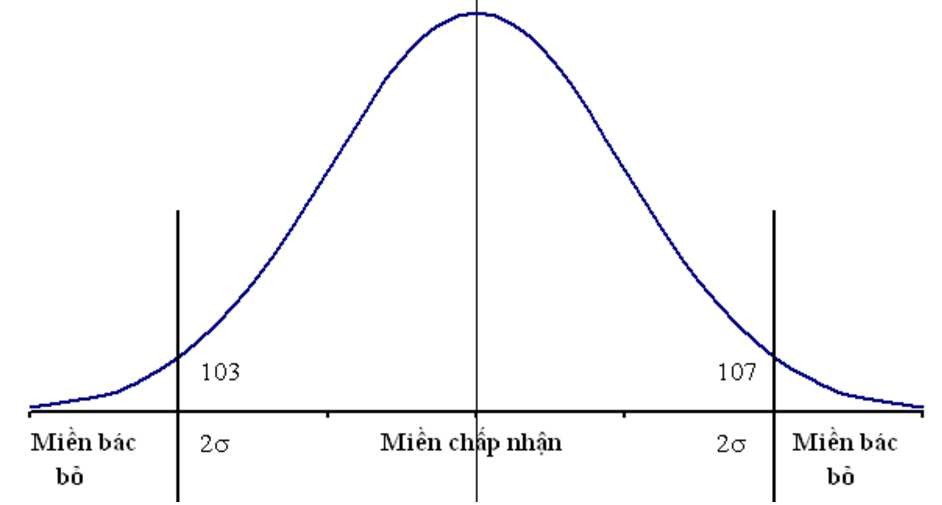 103
107
Miền bác
bỏ
2σ
Miền chấp nhận
2σ
Miền bác
bỏ